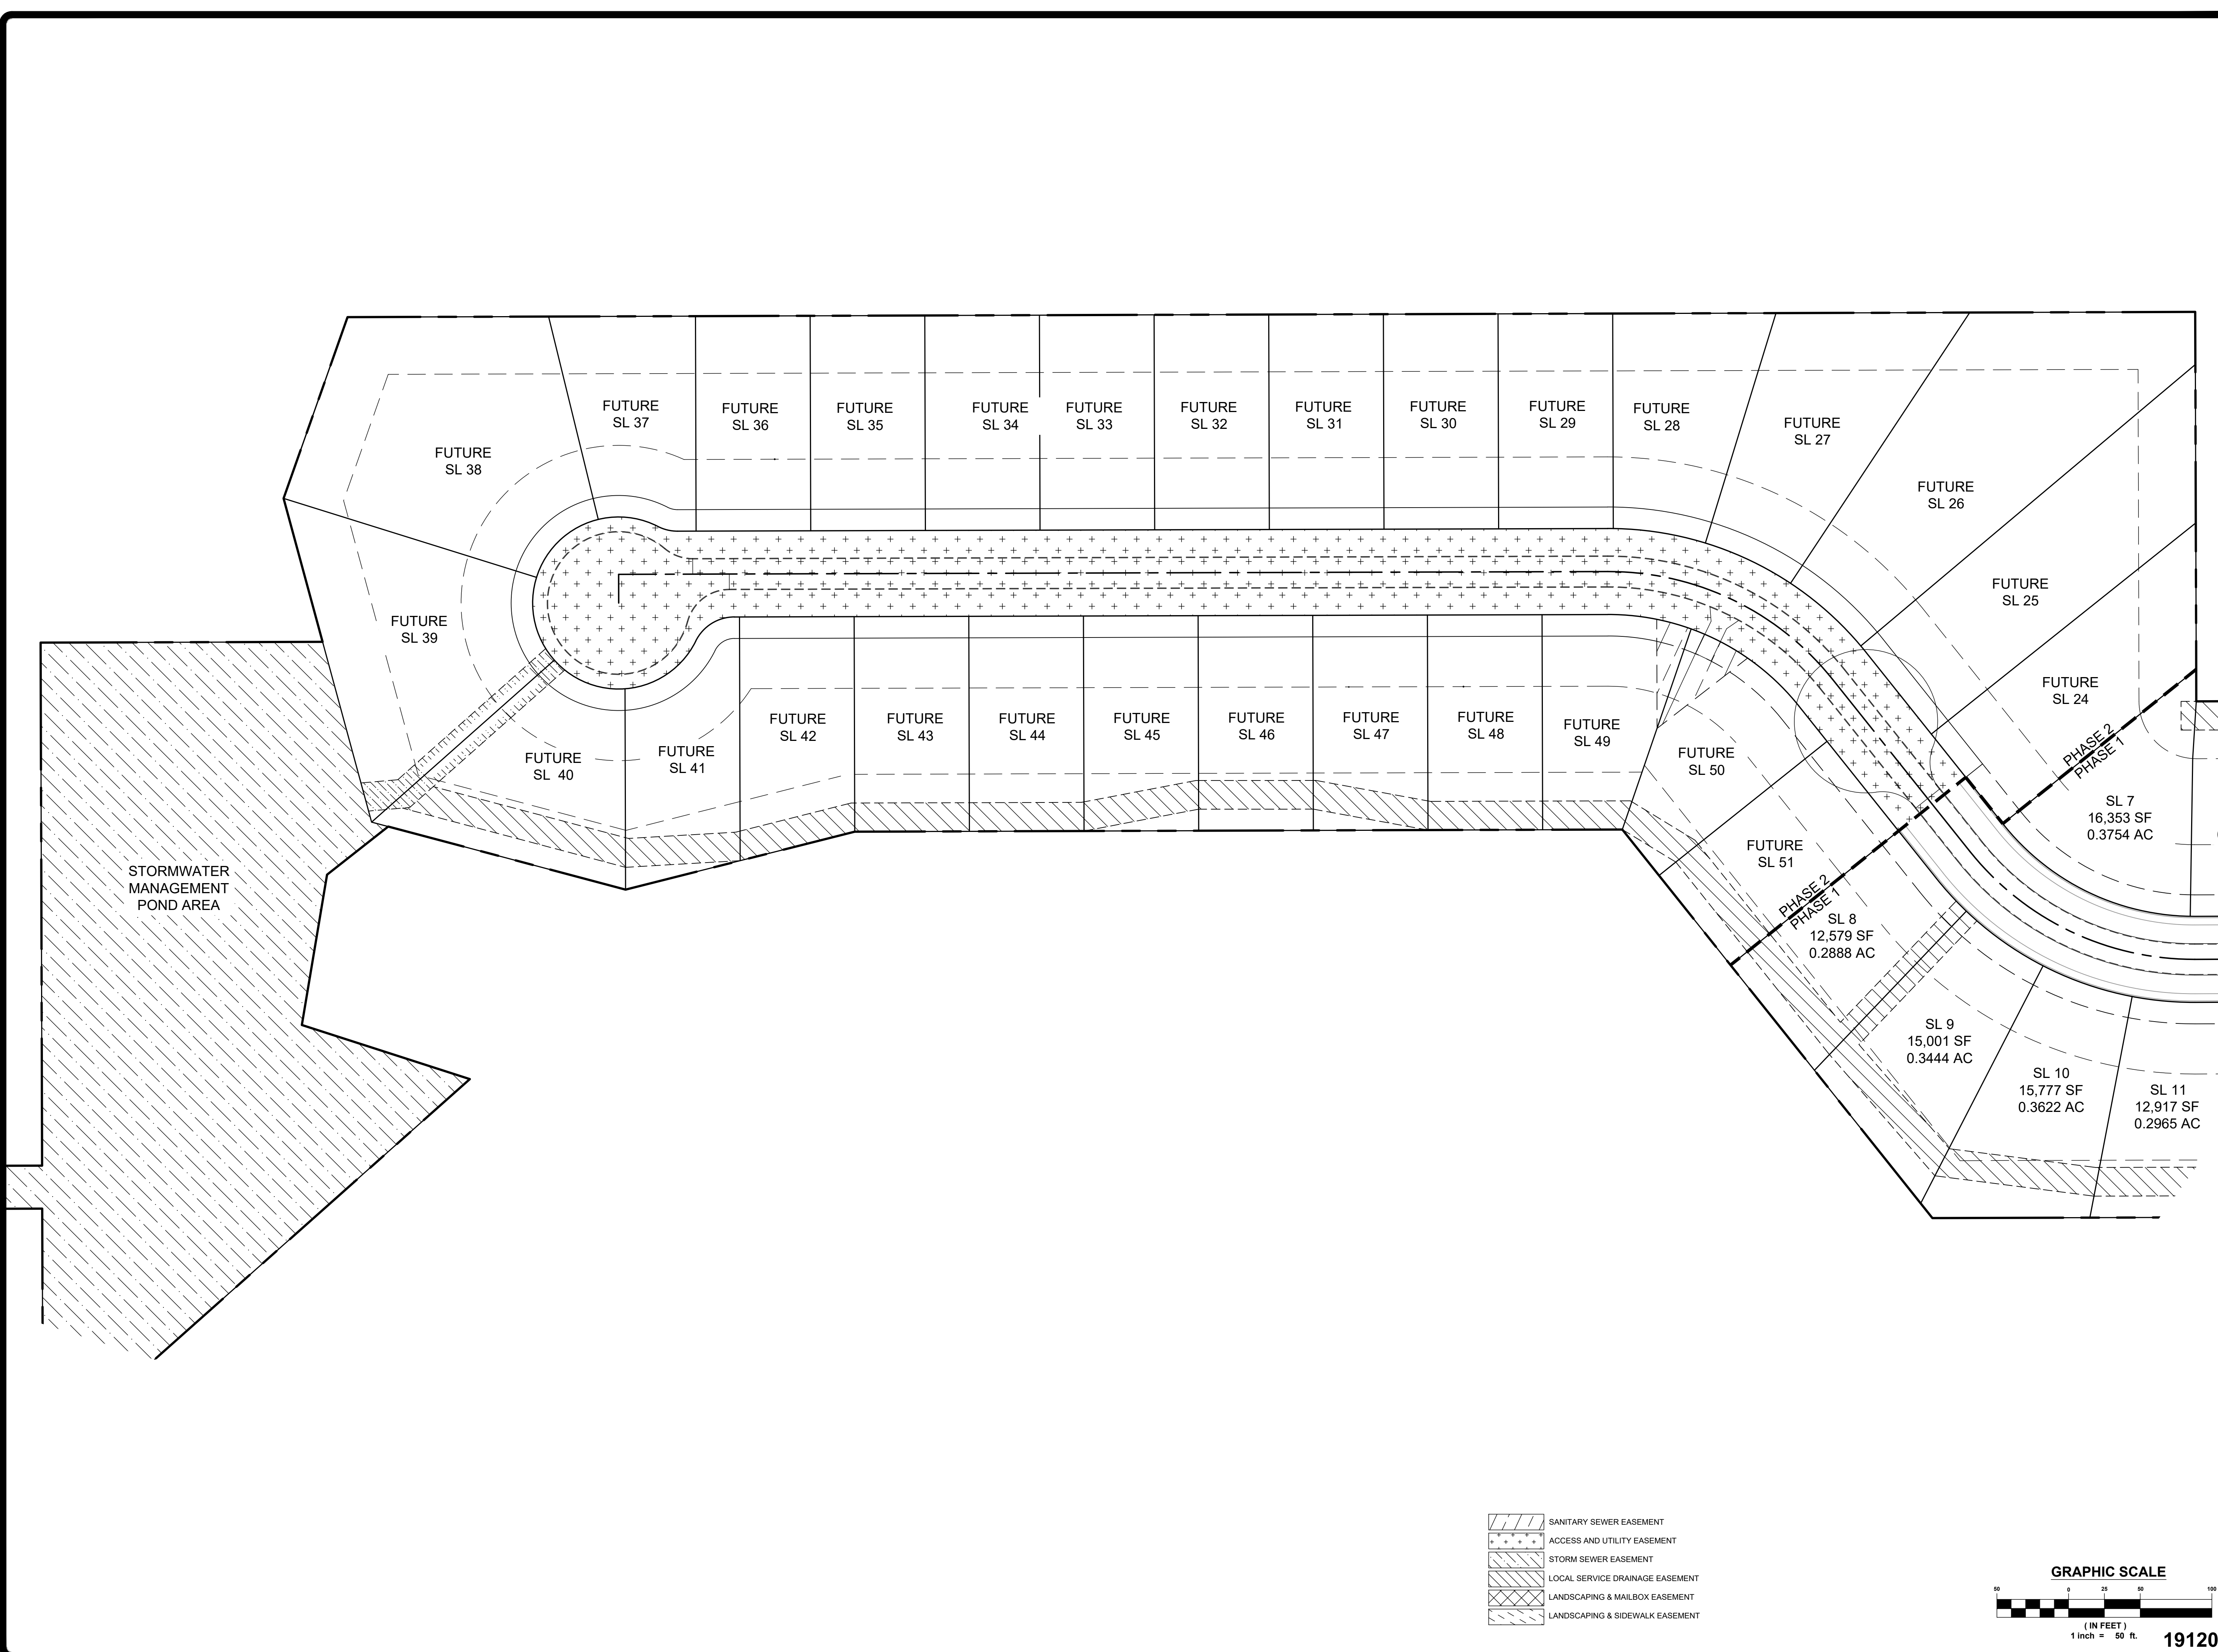 FUTURE
SL 37
FUTURE
SL 36
FUTURE
SL 35
FUTURE
SL 34
FUTURE
SL 33
FUTURE
SL 32
FUTURE
SL 31
FUTURE
SL 30
FUTURE
SL 29
FUTURE
SL 28
FUTURE
SL 27
FUTURE
SL 38
FUTURE
SL 26
FUTURE
SL 25
FUTURE
SL 39
FUTURE
SL 24
FUTURE
SL 40
FUTURE
SL 41
FUTURE
SL 42
FUTURE
SL 43
FUTURE
SL 44
FUTURE
SL 45
FUTURE
SL 46
FUTURE
SL 47
FUTURE
SL 48
FUTURE
SL 49
FUTURE
SL 50
PHASE 2
PHASE 1
SL 7
16,353 SF
0.3754 AC
FUTURE
SL 51
PHASE 2
PHASE 1
SL 8
12,579 SF
0.2888 AC
STORMWATER
MANAGEMENT
POND AREA
SL 9
15,001 SF
0.3444 AC
SL 10
15,777 SF
0.3622 AC
SL 11
12,917 SF
0.2965 AC
SANITARY SEWER EASEMENT
ACCESS AND UTILITY EASEMENT
STORM SEWER EASEMENT
LOCAL SERVICE DRAINAGE EASEMENT
LANDSCAPING & MAILBOX EASEMENT
LANDSCAPING & SIDEWALK EASEMENT
GRAPHIC SCALE
50 0 25 50 100
( IN FEET )
1 inch = 50 ft.
19120